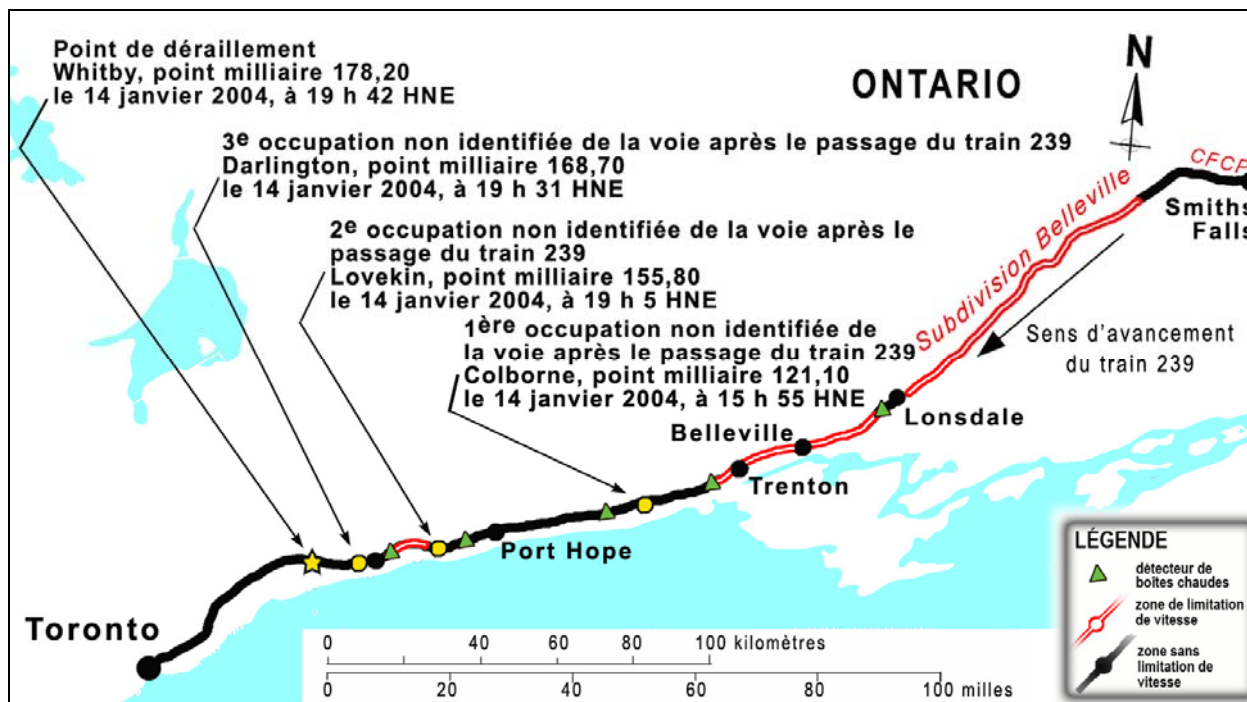 Point de déraillement
Whitby, point milliaire 178,20
le 14 janvier 2004, à 19 h 42 HNE
ONTARIO
N
3e occupation non identifiée de la voie après le passage du train 239
Darlington, point milliaire 168,70
le 14 janvier 2004, à 19 h 31 HNE
CFCP
Smiths
Falls
2e occupation non identifiée de la voie après le
passage du train 239
Lovekin, point milliaire 155,80
le 14 janvier 2004, à 19 h 5 HNE
Subdivision Belleville
1ère occupation non identifiée de
la voie après le passage du train 239
Colborne, point milliaire 121,10
le 14 janvier 2004, à 15 h 55 HNE
Sens d'avancement
du train 239
Lonsdale
Belleville
Trenton
Port Hope
Toronto
0 20 40 60 80 100 kilomètres
0 20 40 60 80 100 milles
LÉGENDE
détecteur de
boîtes chaudes
zone de limitation
de vitesse
zone sans
limitation de
vitesse